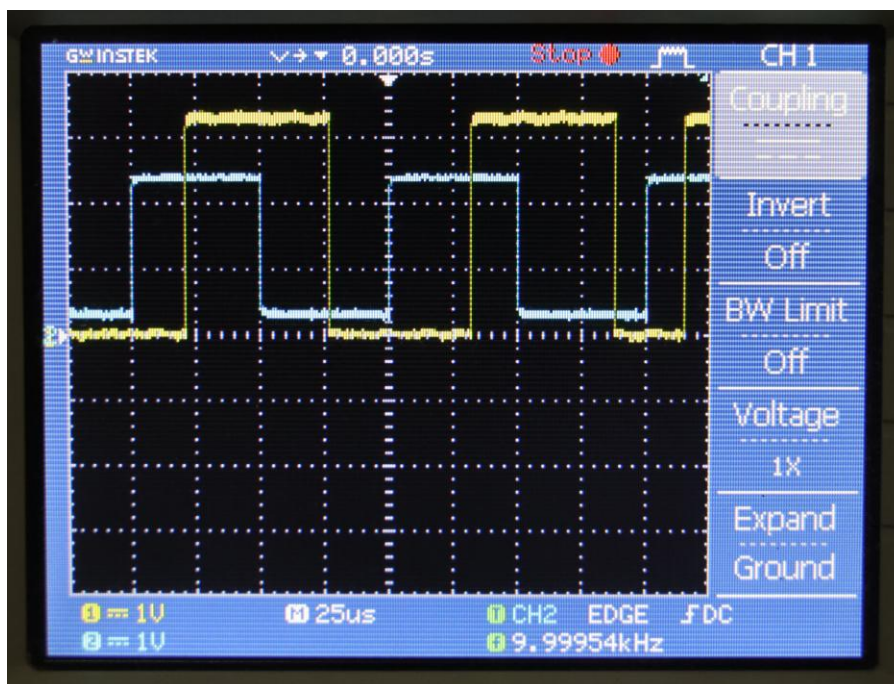 GW INSTEK 0.000s Stop CH 1
Coupling
Invert
Off
BW Limit
Off
Voltage
1X
Expand
Ground
1 1V M 25us T CH2 EDGE DC
2 1V f 9.99954kHz